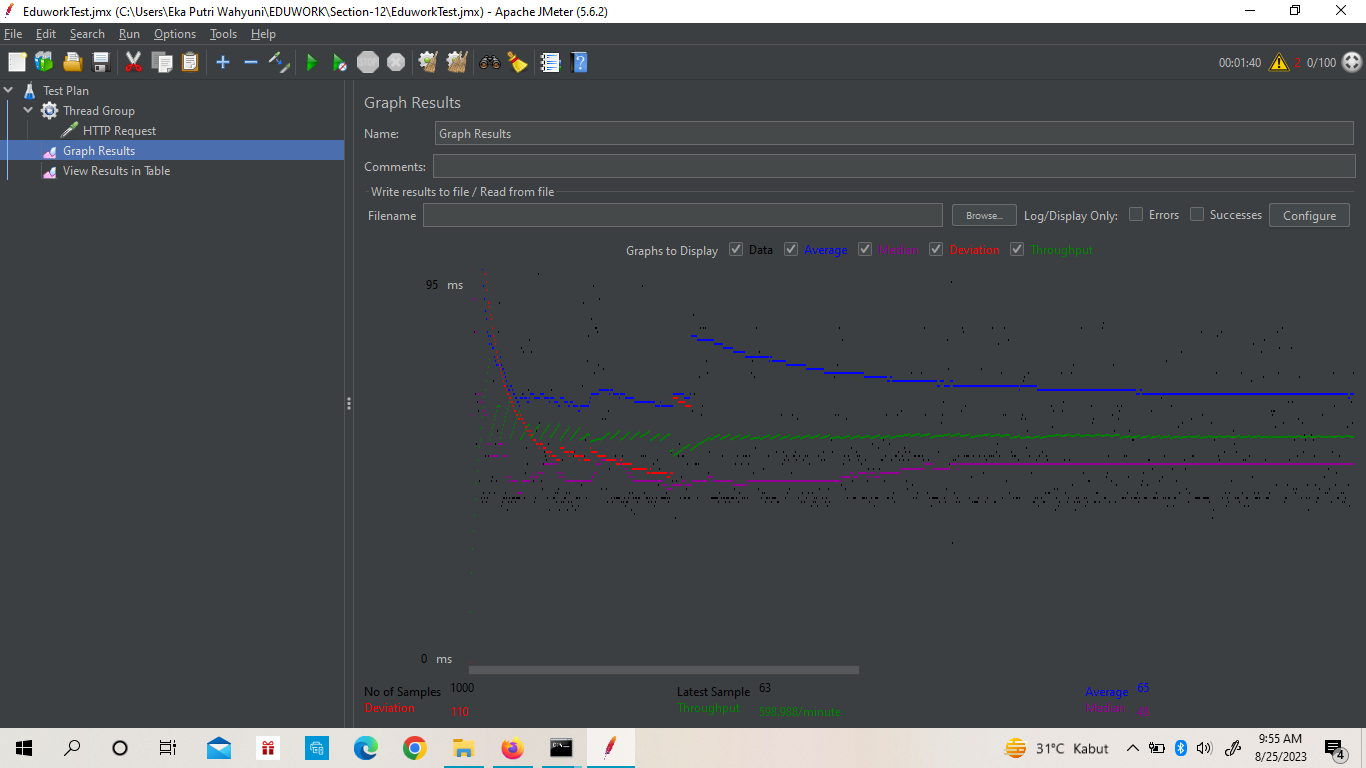 EduworkTest.jmx (C:\Users\Eka Putri Wahyuni\EDUWORK\Section-12\EduworkTest.jmx) - Apache JMeter (5.6.2)
File Edit Search Run Options Tools Help
STOP 00:01:40 2 0/100
Test Plan
Thread Group
HTTP Request
Graph Results
View Results in Table
Graph Results
Name: Graph Results
Comments:
Write results to file / Read from file
Filename Browse... Log/Display Only: Errors Successes Configure
Graphs to Display Data Average Median Deviation Throughput
95 ms
0 ms
No of Samples 1000 Latest Sample 63 Average 65
Deviation 110 Throughput 598.988/minute Median
31°C Kabut 9:55 AM
8/25/2023 4